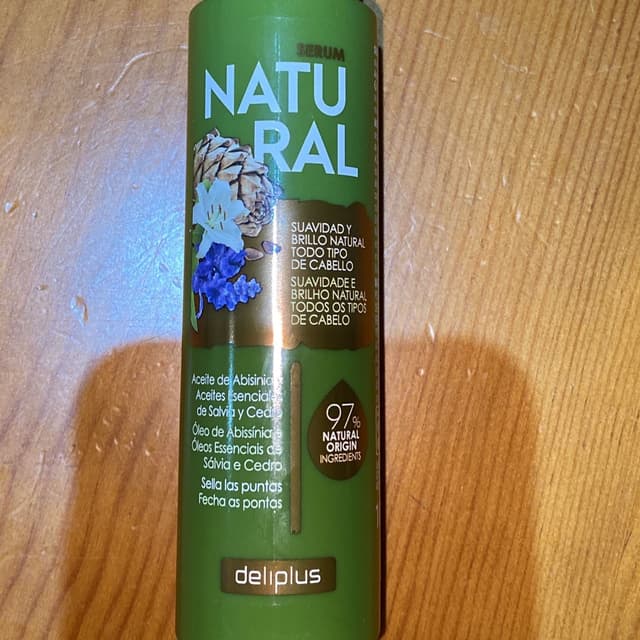 SERUM
NATU
RAL
SUAVIDAD Y
BRILLO NATURAL
TODO TIPO
DE CABELLO
SUAVIDADE E
BRILHO NATURAL
TODOS OS TIPOS
DE CABELO
Aceite de Abisinia y
Aceites Esenciales
de Salvia y Cedro
Óleo de Abissínia e
Óleos Essenciais de
Sálvia e Cedro
Sella las puntas
Fecha as pontas
97%
NATURAL
ORIGIN
INGREDIENTS
deliplus